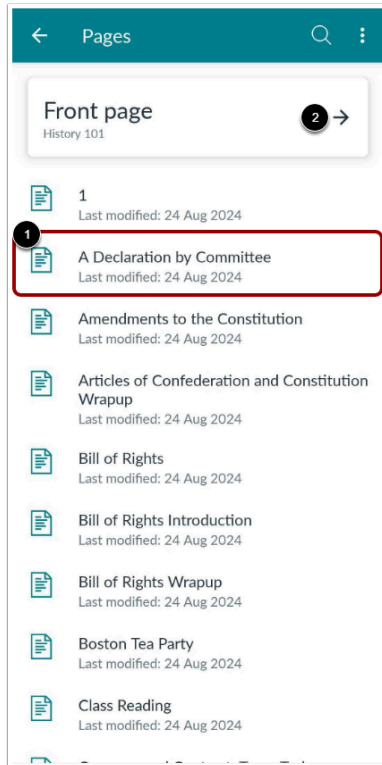 Pages
Front page
History 101
2
1
Last modified: 24 Aug 2024
1
A Declaration by Committee
Last modified: 24 Aug 2024
Amendments to the Constitution
Last modified: 24 Aug 2024
Articles of Confederation and Constitution
Wrapup
Last modified: 24 Aug 2024
Bill of Rights
Last modified: 24 Aug 2024
Bill of Rights Introduction
Last modified: 24 Aug 2024
Bill of Rights Wrapup
Last modified: 24 Aug 2024
Boston Tea Party
Last modified: 24 Aug 2024
Class Reading
Last modified: 24 Aug 2024